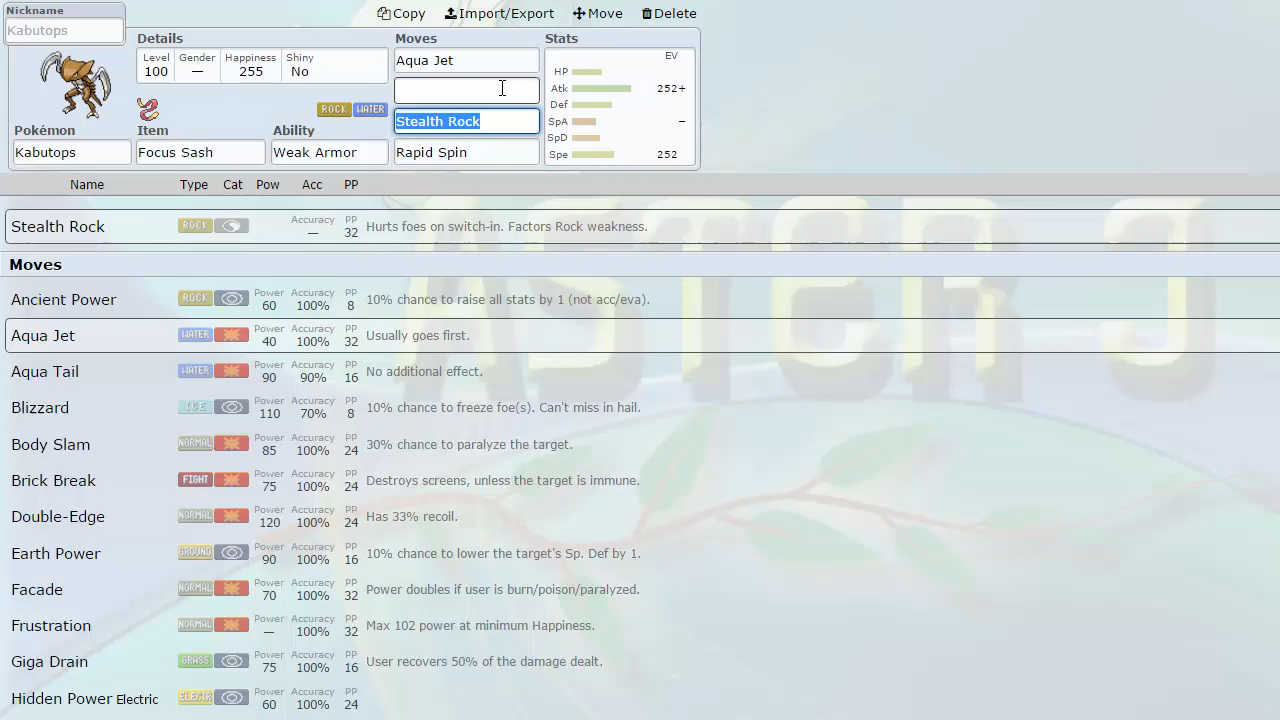 Nickname
Kabutops
Copy Import/Export Move Delete
Details
Level Gender Happiness Shiny
100 — 255 No
ROCK WATER
Pokémon Item Ability
Kabutops Focus Sash Weak Armor
Moves
Aqua Jet
Stealth Rock
Rapid Spin
Stats
EV
HP
Atk 252+
Def
SpA –
SpD
Spe 252
Name Type Cat Pow Acc PP
Stealth Rock ROCK Accuracy — PP 32 Hurts foes on switch-in. Factors Rock weakness.
Moves
Ancient Power ROCK Power 60 Accuracy 100% PP 8 10% chance to raise all stats by 1 (not acc/eva).
Aqua Jet WATER Power 40 Accuracy 100% PP 32 Usually goes first.
Aqua Tail WATER Power 90 Accuracy 90% PP 16 No additional effect.
Blizzard ICE Power 110 Accuracy 70% PP 8 10% chance to freeze foe(s). Can't miss in hail.
Body Slam NORMAL Power 85 Accuracy 100% PP 24 30% chance to paralyze the target.
Brick Break FIGHT Power 75 Accuracy 100% PP 24 Destroys screens, unless the target is immune.
Double-Edge NORMAL Power 120 Accuracy 100% PP 24 Has 33% recoil.
Earth Power GROUND Power 90 Accuracy 100% PP 16 10% chance to lower the target's Sp. Def by 1.
Facade NORMAL Power 70 Accuracy 100% PP 32 Power doubles if user is burn/poison/paralyzed.
Frustration NORMAL Power — Accuracy 100% PP 32 Max 102 power at minimum Happiness.
Giga Drain GRASS Power 75 Accuracy 100% PP 16 User recovers 50% of the damage dealt.
Hidden Power Electric ELECTR Power 60 Accuracy 100% PP 24
ASTER J